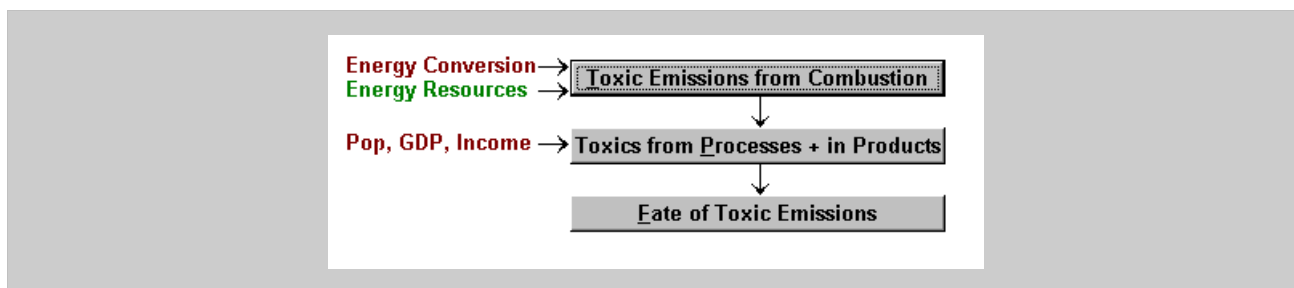 Energy Conversion
Energy Resources
Toxic Emissions from Combustion
Pop, GDP, Income
Toxics from Processes + in Products
Fate of Toxic Emissions